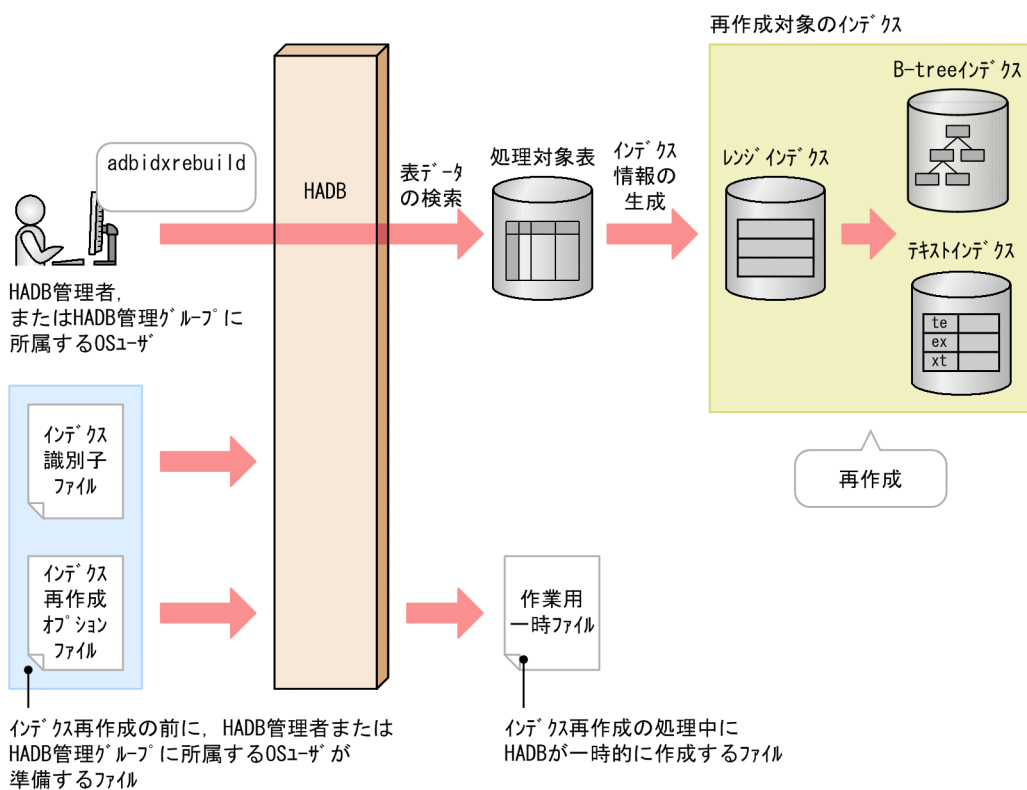 再作成対象のインデクス
B-treeインデクス
adbidxrebuild
HADB
表データ
の検索
処理対象表
インデクス
情報の
生成
レンジインデクス
テキストインデクス
te
ex
xt
HADB管理者，
またはHADB管理グループに
所属するOSユーザ
再作成
インデクス
識別子
ファイル
インデクス
再作成
オプション
ファイル
作業用
一時ファイル
インデクス再作成の前に，HADB管理者または
HADB管理グループに所属するOSユーザが
準備するファイル
インデクス再作成の処理中に
HADBが一時的に作成するファイル